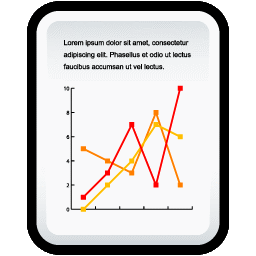 Lorem ipsum dolor sit amet, consectetur
adipiscing elit. Phasellus et odio ut lectus
faucibus accumsan ut vel lectus.
10
8
6
4
2
0